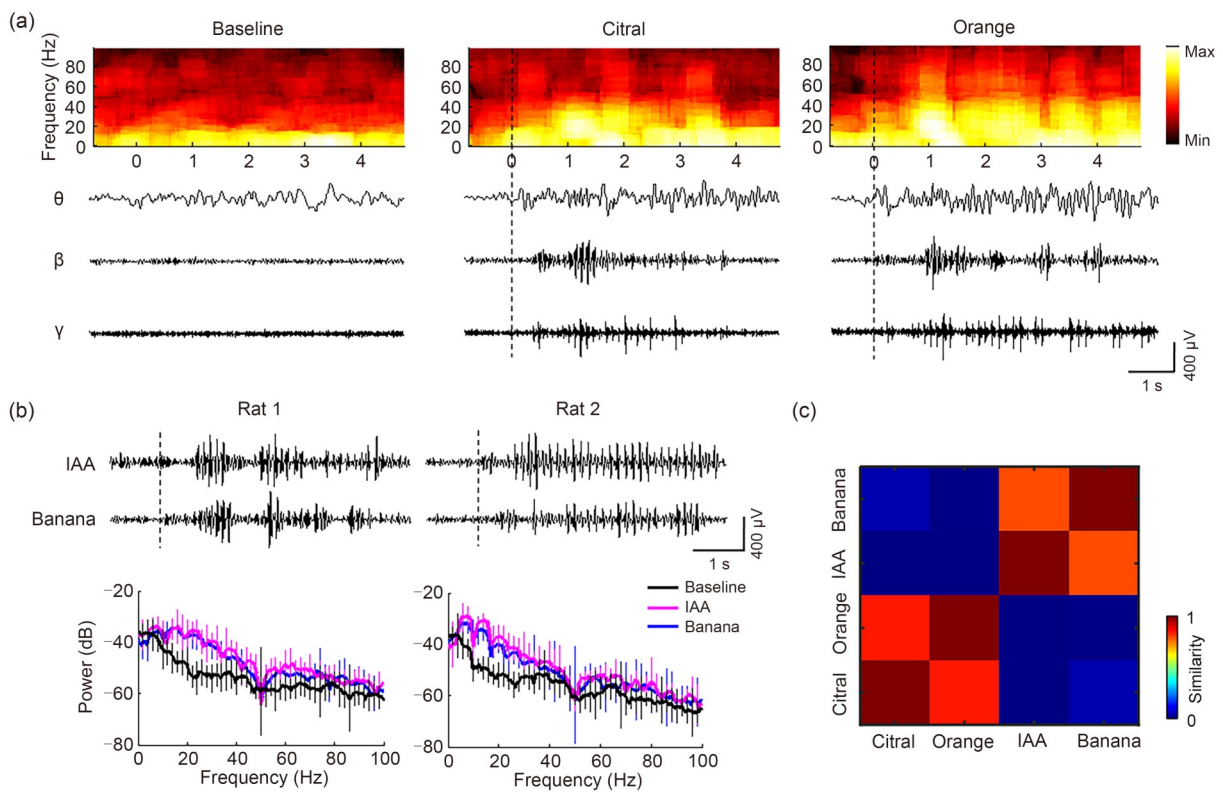 (a)
Baseline
Citral
Orange
Frequency (Hz)
80
60
40
20
0
0 1 2 3 4
80
60
40
20
0
0 1 2 3 4
80
60
40
20
0
0 1 2 3 4
Max
Min
θ
β
γ
400 μV
1 s
(b)
Rat 1
Rat 2
IAA
Banana
400 μV
1 s
Baseline
IAA
Banana
Power (dB)
−20
−40
−60
−80
0 20 40 60 80 100
Frequency (Hz)
−20
−40
−60
−80
0 20 40 60 80 100
Frequency (Hz)
(c)
Banana
IAA
Orange
Citral
Citral Orange IAA Banana
1
Similarity
0